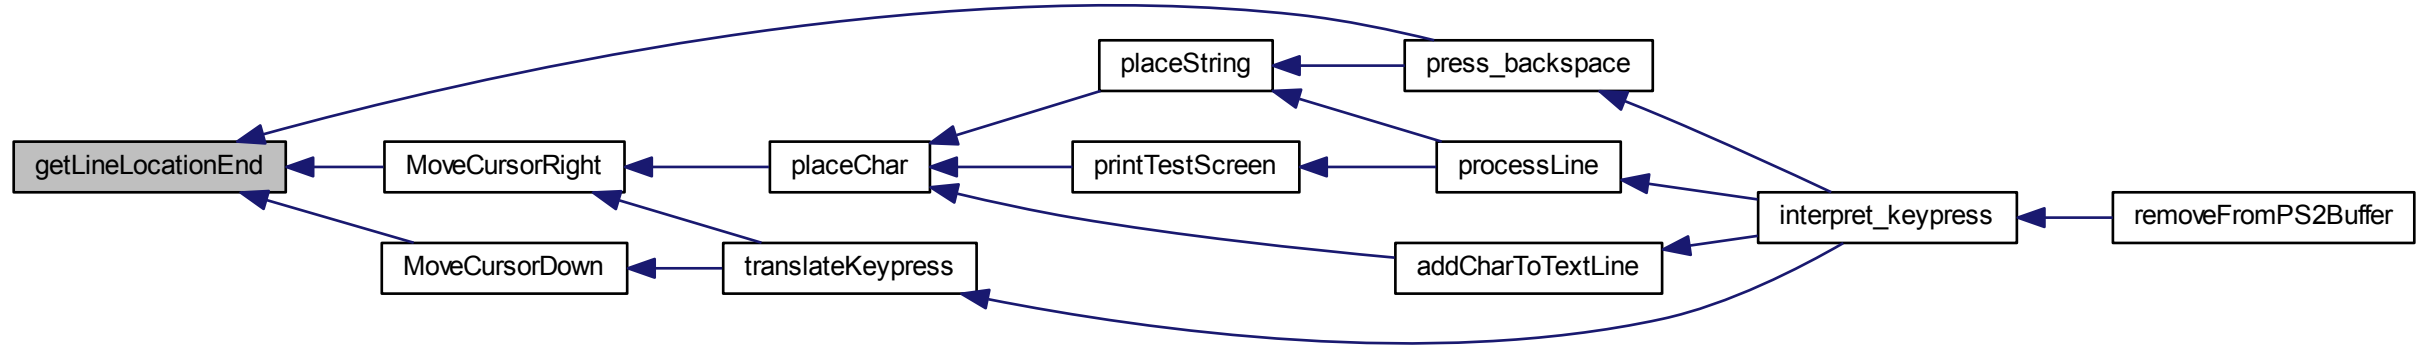 placeString
press_backspace
getLineLocationEnd
MoveCursorRight
placeChar
printTestScreen
processLine
interpret_keypress
removeFromPS2Buffer
MoveCursorDown
translateKeypress
addCharToTextLine